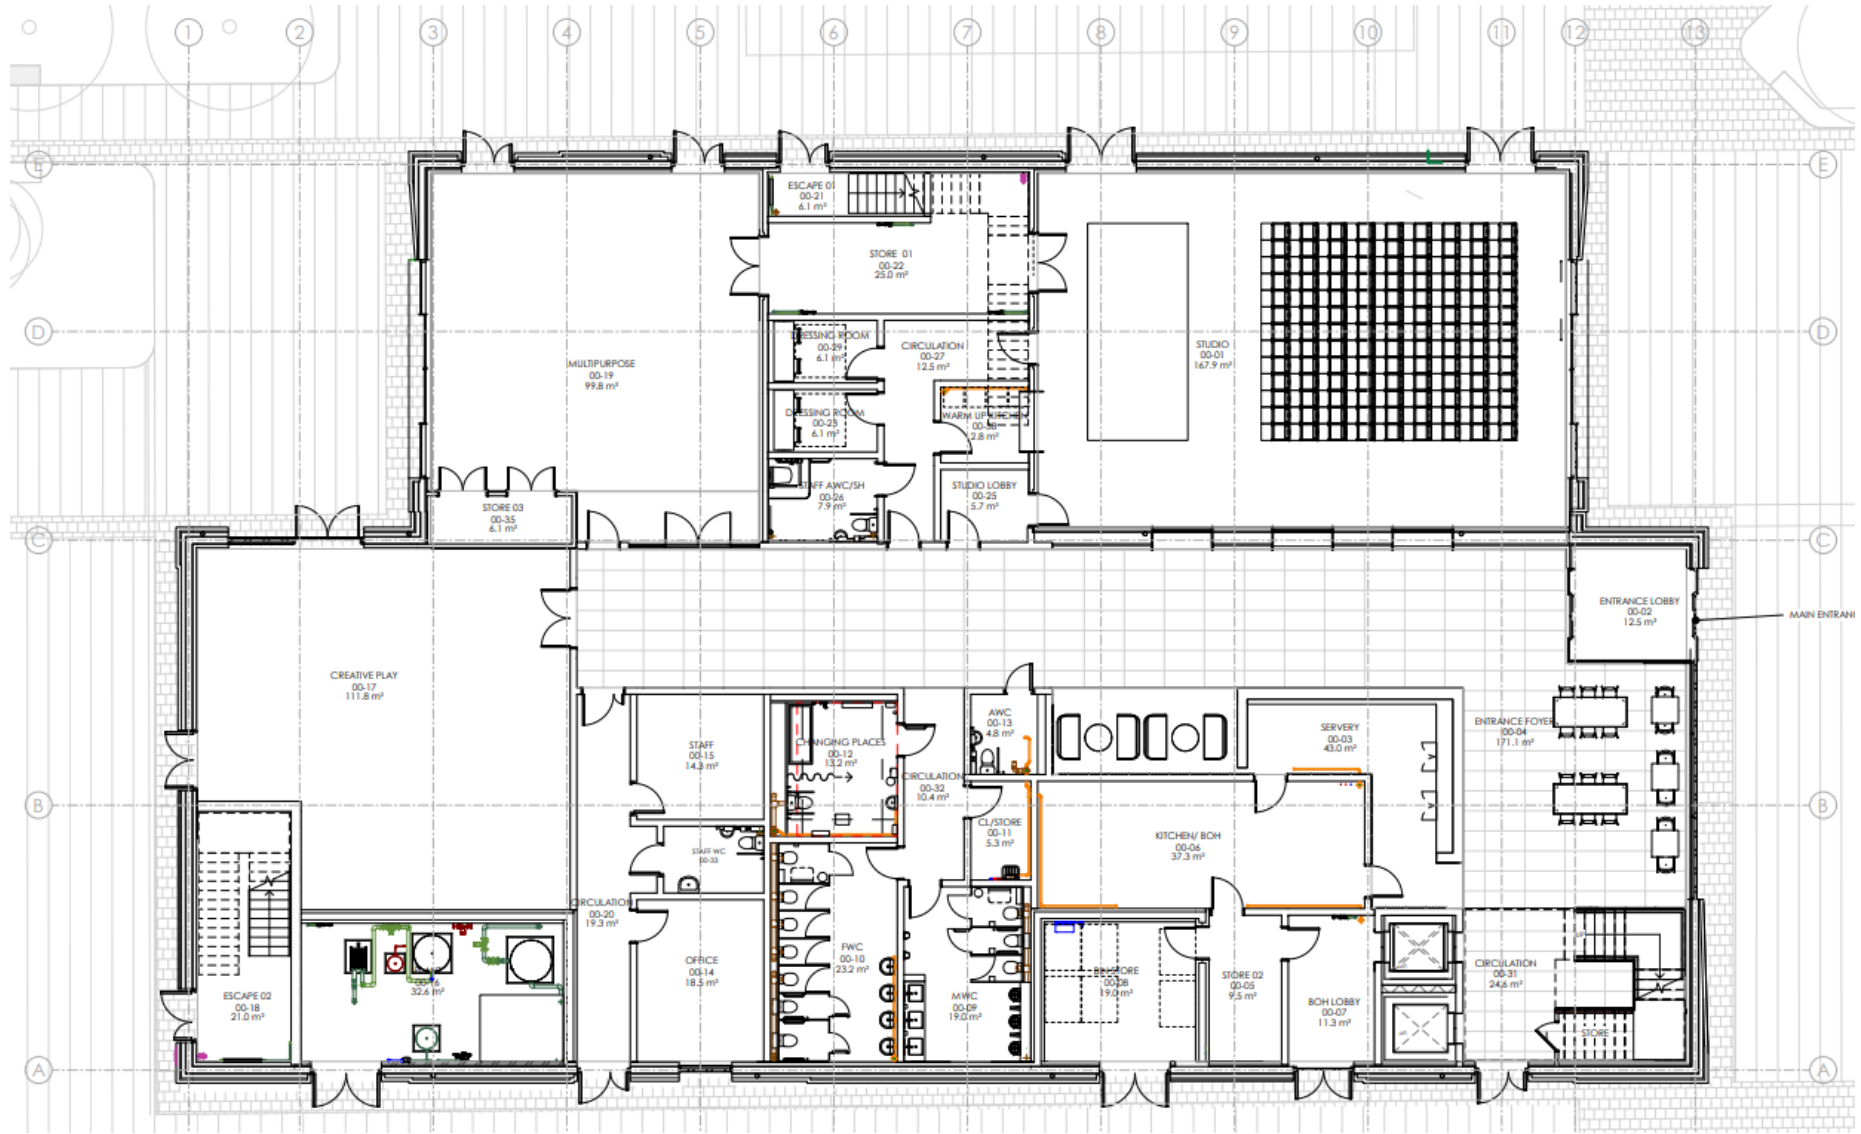 1 2 3 4 5 6 7 8 9 10 11 12 13
E E
ESCAPE 01
00-21
6.1 m²
STORE 01
00-22
25.0 m²
D D
DRESSING ROOM
00-29
6.1 m²
CIRCULATION
00-27
12.5 m²
STUDIO
00-01
167.9 m²
MULTIPURPOSE
00-19
99.8 m²
DRESSING ROOM
00-23
6.1 m²
WARM UP KITCHEN
2.8 m²
STAFF AWC/SH
00-26
7.9 m²
STUDIO LOBBY
00-25
5.7 m²
STORE 03
00-35
6.1 m²
C C
ENTRANCE LOBBY
00-02
12.5 m²
MAIN ENTRANC
CREATIVE PLAY
00-17
111.8 m²
STAFF
00-15
14.3 m²
CHANGING PLACES
00-12
13.2 m²
AWC
00-13
4.8 m²
SERVERY
00-03
43.0 m²
ENTRANCE FOYER
00-04
171.1 m²
CIRCULATION
00-32
10.4 m²
B B
CL/STORE
00-11
5.3 m²
KITCHEN/ BOH
00-06
37.3 m²
STAFF WC
00-33
CIRCULATION
00-20
19.3 m²
ESCAPE 02
00-18
21.0 m²
32.6 m²
OFFICE
00-14
18.5 m²
FWC
00-10
23.2 m²
MWC
00-09
19.0 m²
BIN STORE
00-08
19.0 m²
STORE 02
00-05
9.5 m²
BOH LOBBY
00-07
11.3 m²
CIRCULATION
00-31
24.6 m²
UP
STORE
A A